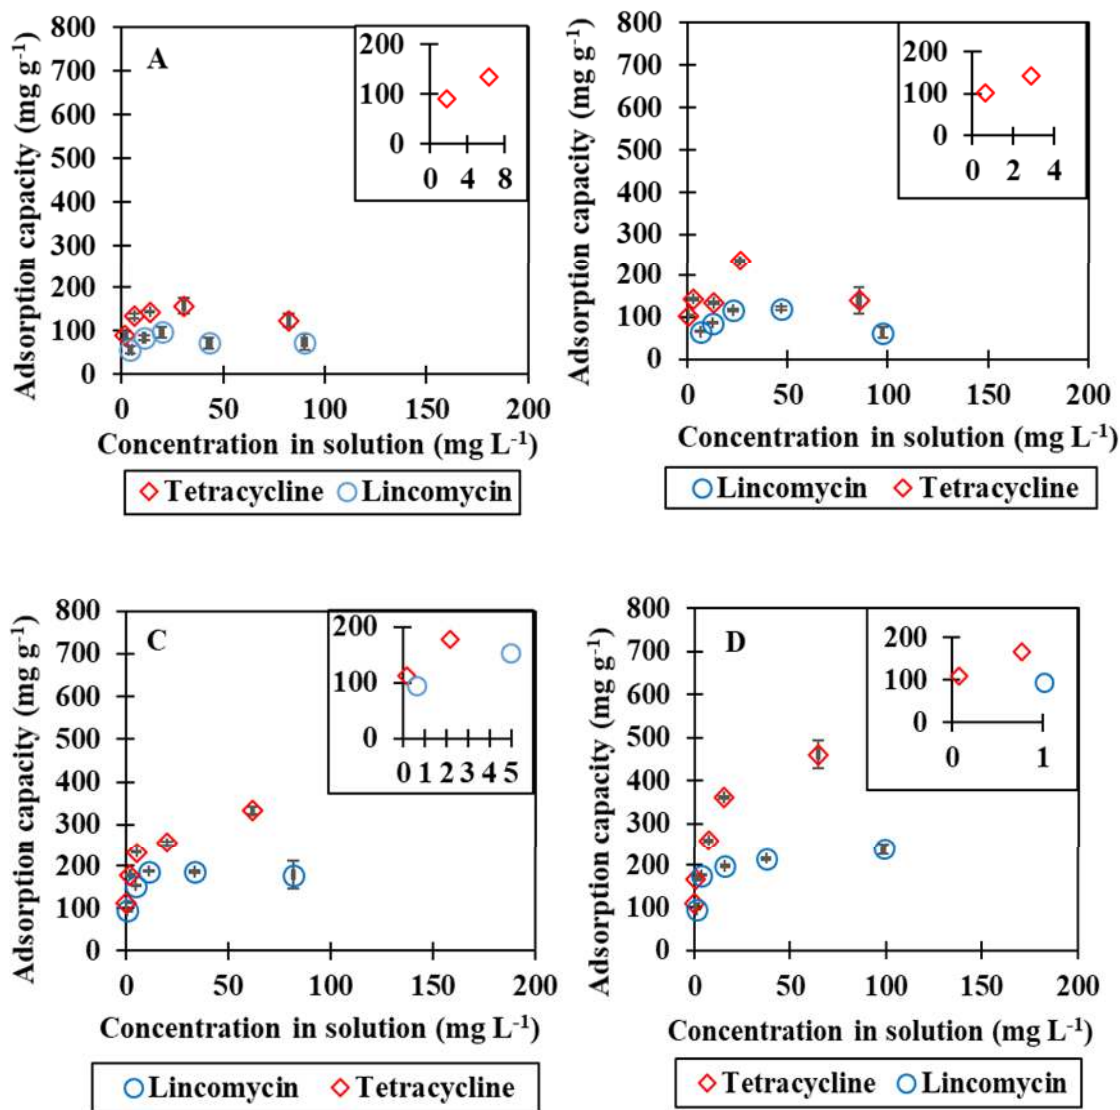 A
Adsorption capacity (mg g⁻¹)
800
700
600
500
400
300
200
100
0
0 50 100 150 200
Concentration in solution (mg L⁻¹)
200
100
0
0 4 8
Tetracycline Lincomycin
Adsorption capacity (mg g⁻¹)
800
700
600
500
400
300
200
100
0
0 50 100 150 200
Concentration in solution (mg L⁻¹)
200
100
0
0 2 4
Lincomycin Tetracycline
C
Adsorption capacity (mg g⁻¹)
800
700
600
500
400
300
200
100
0
0 50 100 150 200
Concentration in solution (mg L⁻¹)
200
100
0
0 1 2 3 4 5
Lincomycin Tetracycline
D
Adsorption capacity (mg g⁻¹)
800
700
600
500
400
300
200
100
0
0 50 100 150 200
Concentration in solution (mg L⁻¹)
200
100
0
0 1
Tetracycline Lincomycin